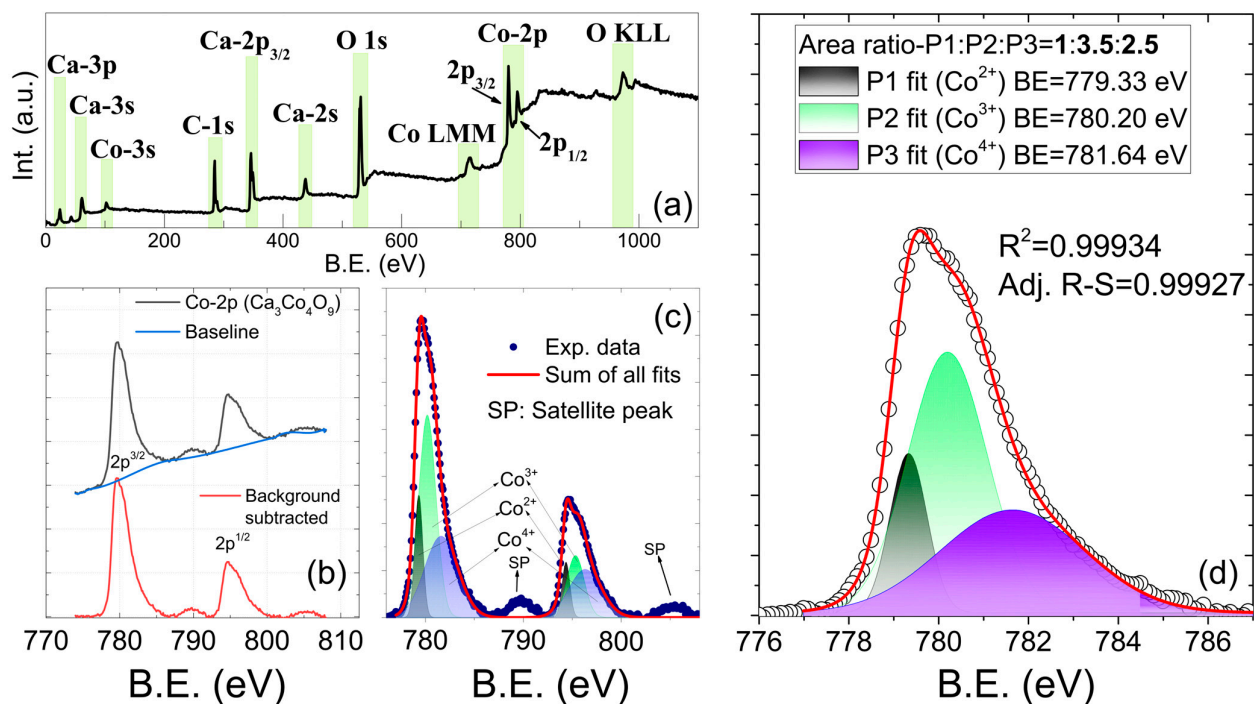 Ca-3p
Ca-3s
Co-3s
C-1s
Ca-2p3/2
Ca-2s
O 1s
Co LMM
2p3/2
Co-2p
2p1/2
O KLL
(a)
Int. (a.u.)
0 200 400 600 800 1000
B.E. (eV)
Co-2p (Ca3Co4O9)
Baseline
2p3/2
Background
subtracted
2p1/2
(b)
770 780 790 800 810
B.E. (eV)
(c)
Exp. data
Sum of all fits
SP: Satellite peak
Co3+
Co2+
Co4+
SP
SP
780 790 800
B.E. (eV)
Area ratio-P1:P2:P3=1:3.5:2.5
P1 fit (Co2+) BE=779.33 eV
P2 fit (Co3+) BE=780.20 eV
P3 fit (Co4+) BE=781.64 eV
R2=0.99934
Adj. R-S=0.99927
(d)
776 778 780 782 784 786
B.E. (eV)